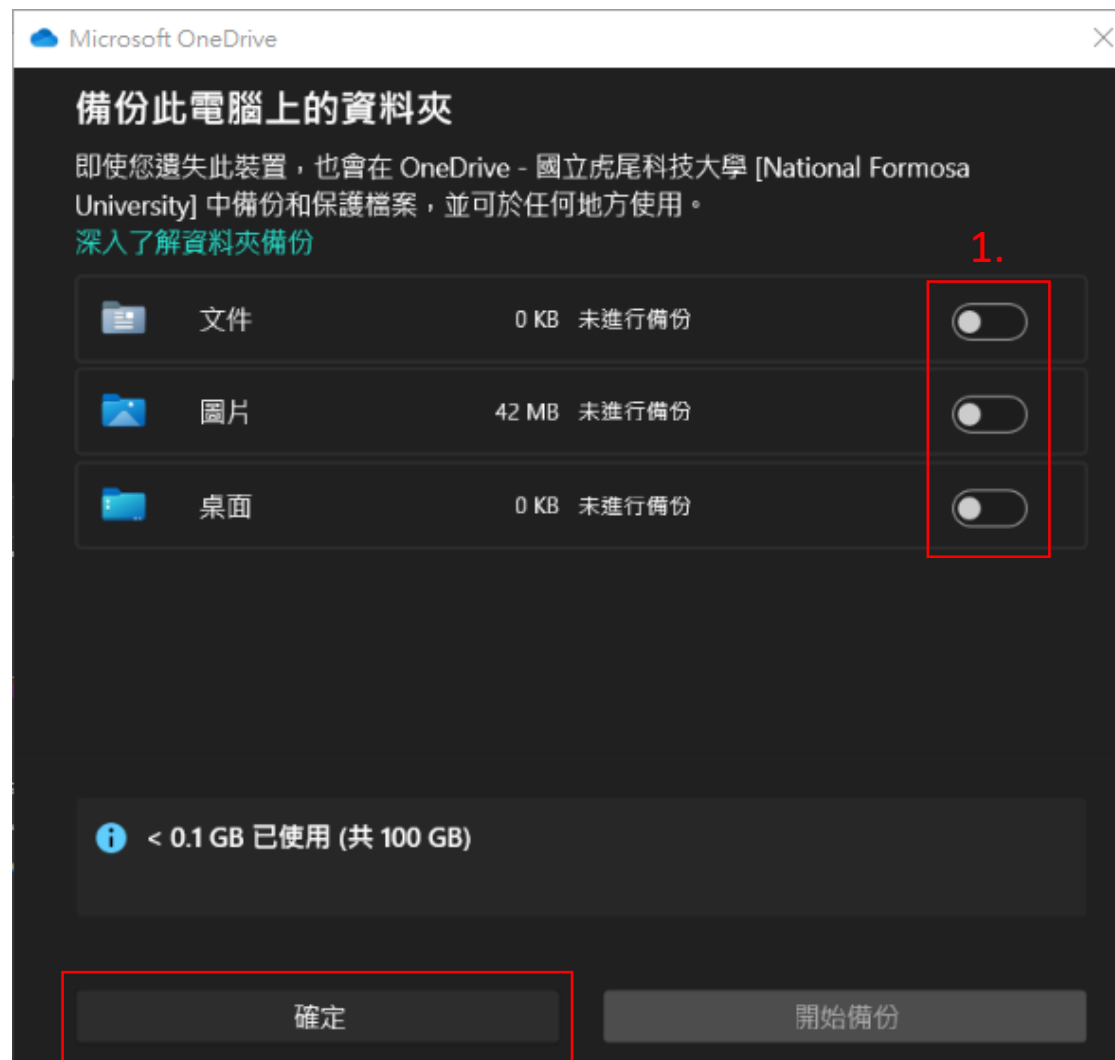 Microsoft OneDrive
備份此電腦上的資料夾
即使您遺失此裝置，也會在 OneDrive - 國立虎尾科技大學 [National Formosa
University] 中備份和保護檔案，並可於任何地方使用。
深入了解資料夾備份
1.
文件 0 KB 未進行備份
圖片 42 MB 未進行備份
桌面 0 KB 未進行備份
< 0.1 GB 已使用 (共 100 GB)
確定 開始備份